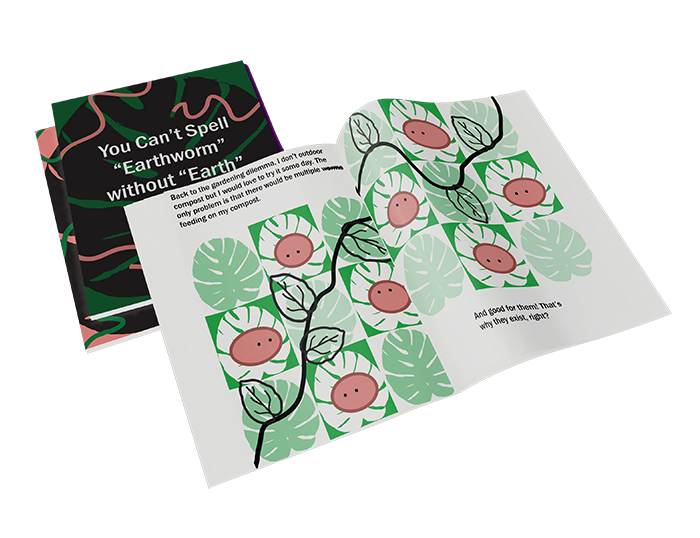 You Can't Spell
"Earthworm"
without "Earth"
Back to the gardening dilemma, I don't outdoor
compost but I would love to try it some day. The
only problem is that there would be multiple worms
feeding on my compost.
And good for them! That's
why they exist, right?